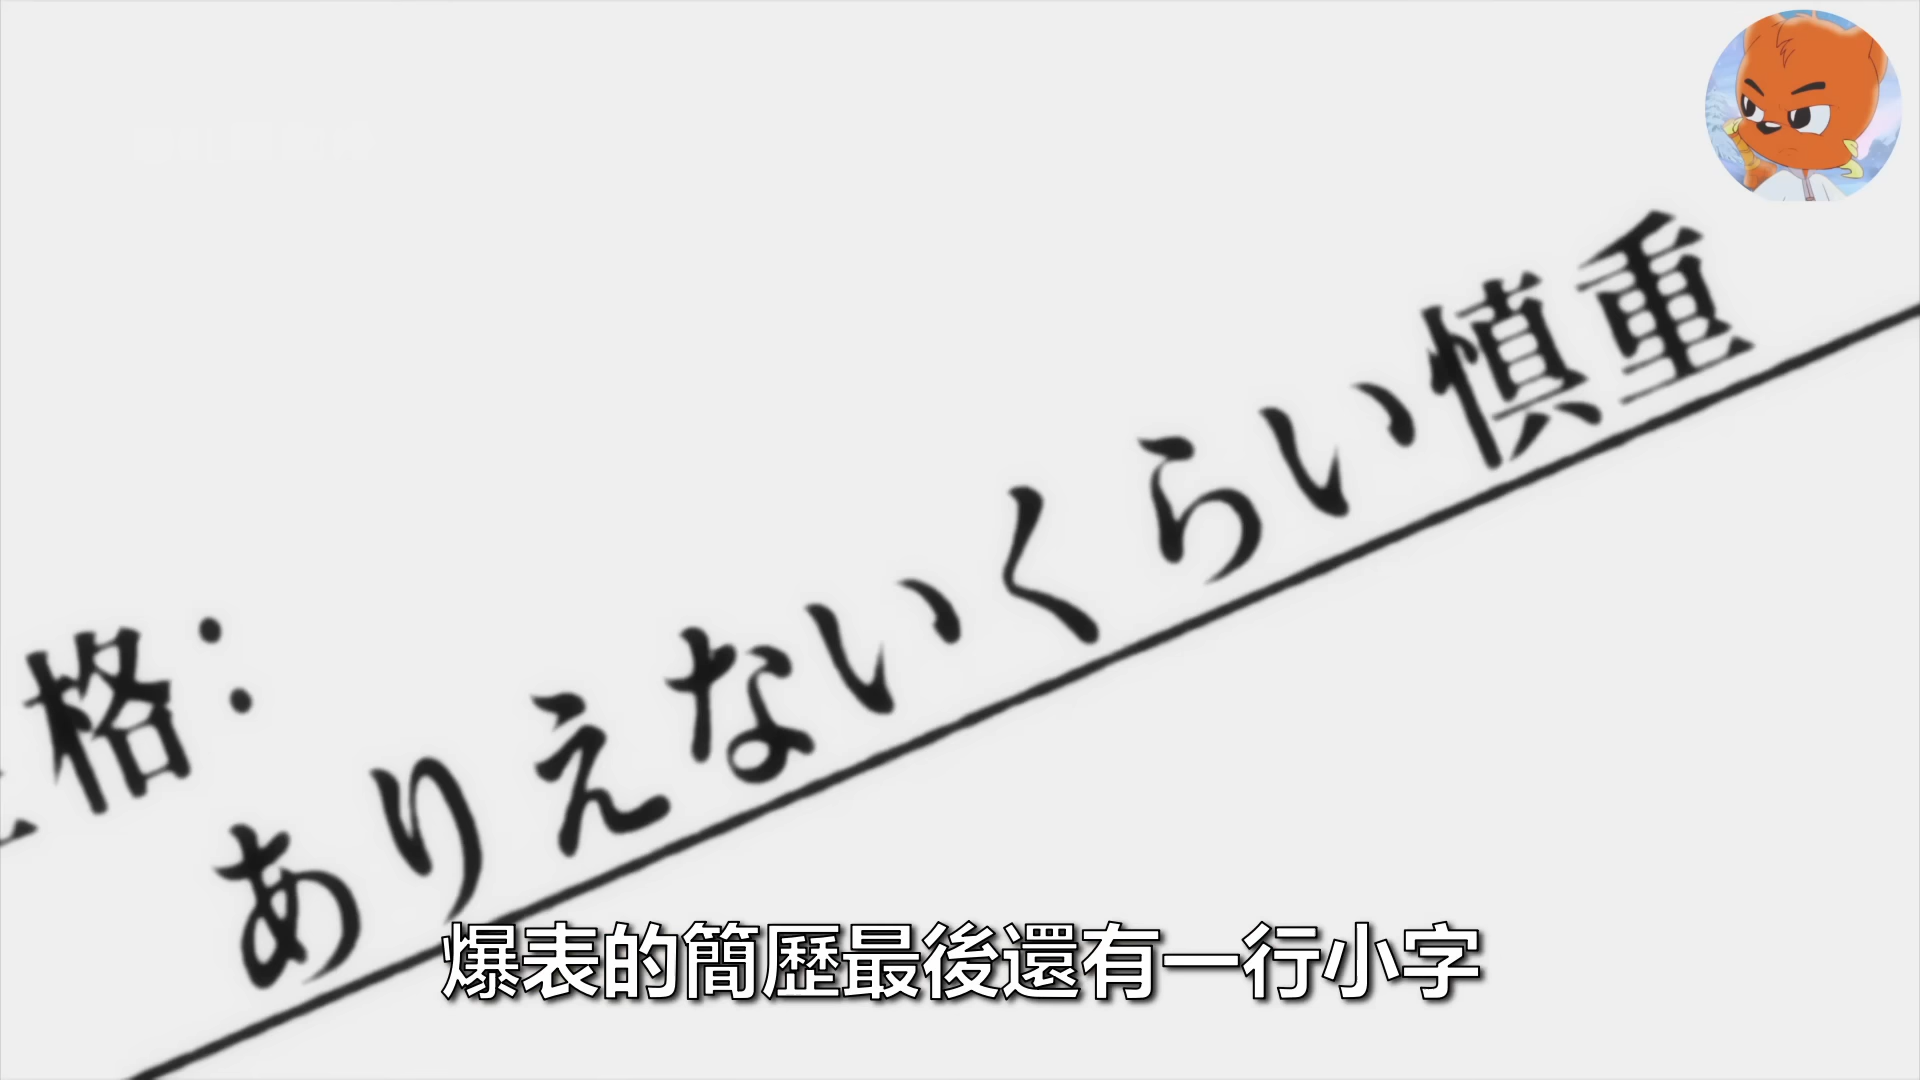 格：
ありえないくらい慎重
爆表的簡歷最後還有一行小字